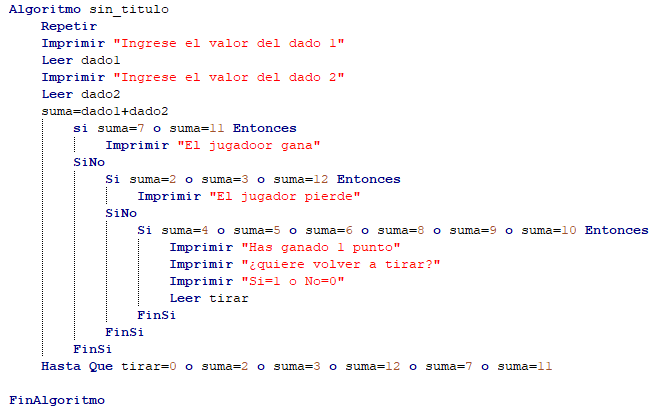 Algoritmo sin_titulo
Repetir
Imprimir "Ingrese el valor del dado 1"
Leer dado1
Imprimir "Ingrese el valor del dado 2"
Leer dado2
suma=dado1+dado2
si suma=7 o suma=11 Entonces
Imprimir "El jugadoor gana"
SiNo
Si suma=2 o suma=3 o suma=12 Entonces
Imprimir "El jugador pierde"
SiNo
Si suma=4 o suma=5 o suma=6 o suma=8 o suma=9 o suma=10 Entonces
Imprimir "Has ganado 1 punto"
Imprimir "¿quiere volver a tirar?"
Imprimir "Si=1 o No=0"
Leer tirar
FinSi
FinSi
FinSi
Hasta Que tirar=0 o suma=2 o suma=3 o suma=12 o suma=7 o suma=11
FinAlgoritmo